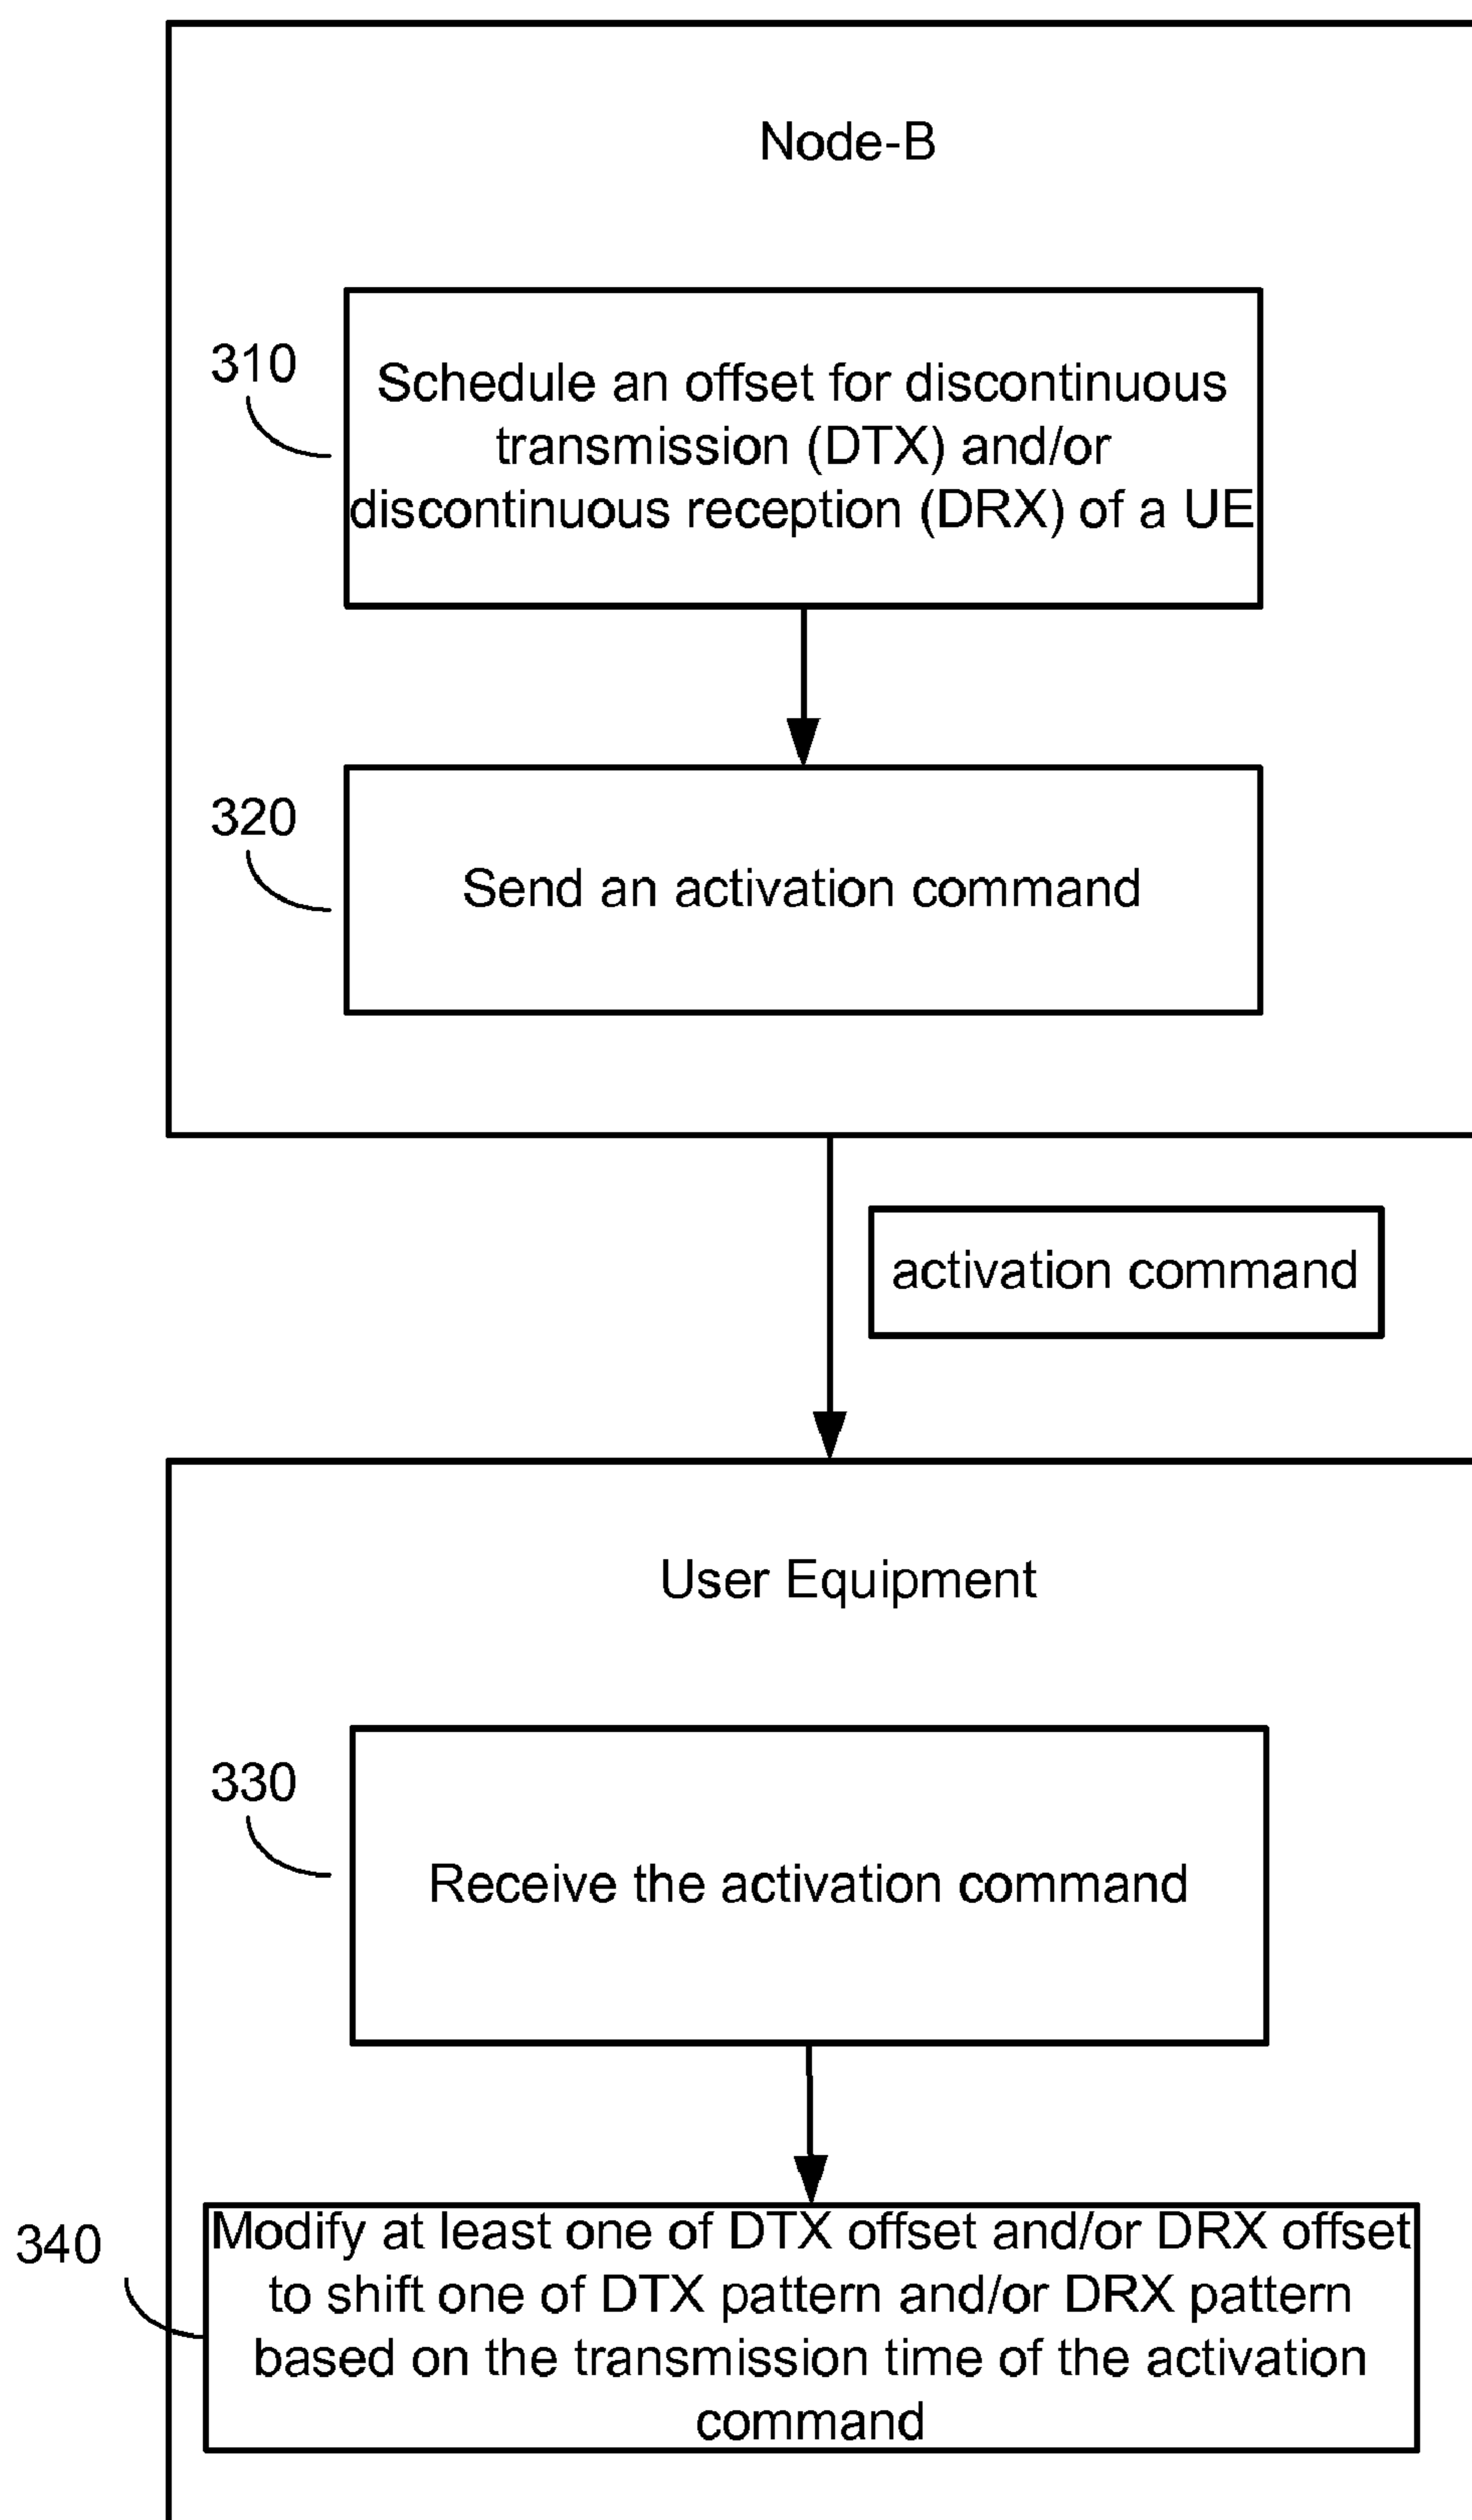 Node-B
310
Schedule an offset for discontinuous
transmission (DTX) and/or
discontinuous reception (DRX) of a UE
320
Send an activation command
activation command
User Equipment
330
Receive the activation command
340
Modify at least one of DTX offset and/or DRX offset
to shift one of DTX pattern and/or DRX pattern
based on the transmission time of the activation
command